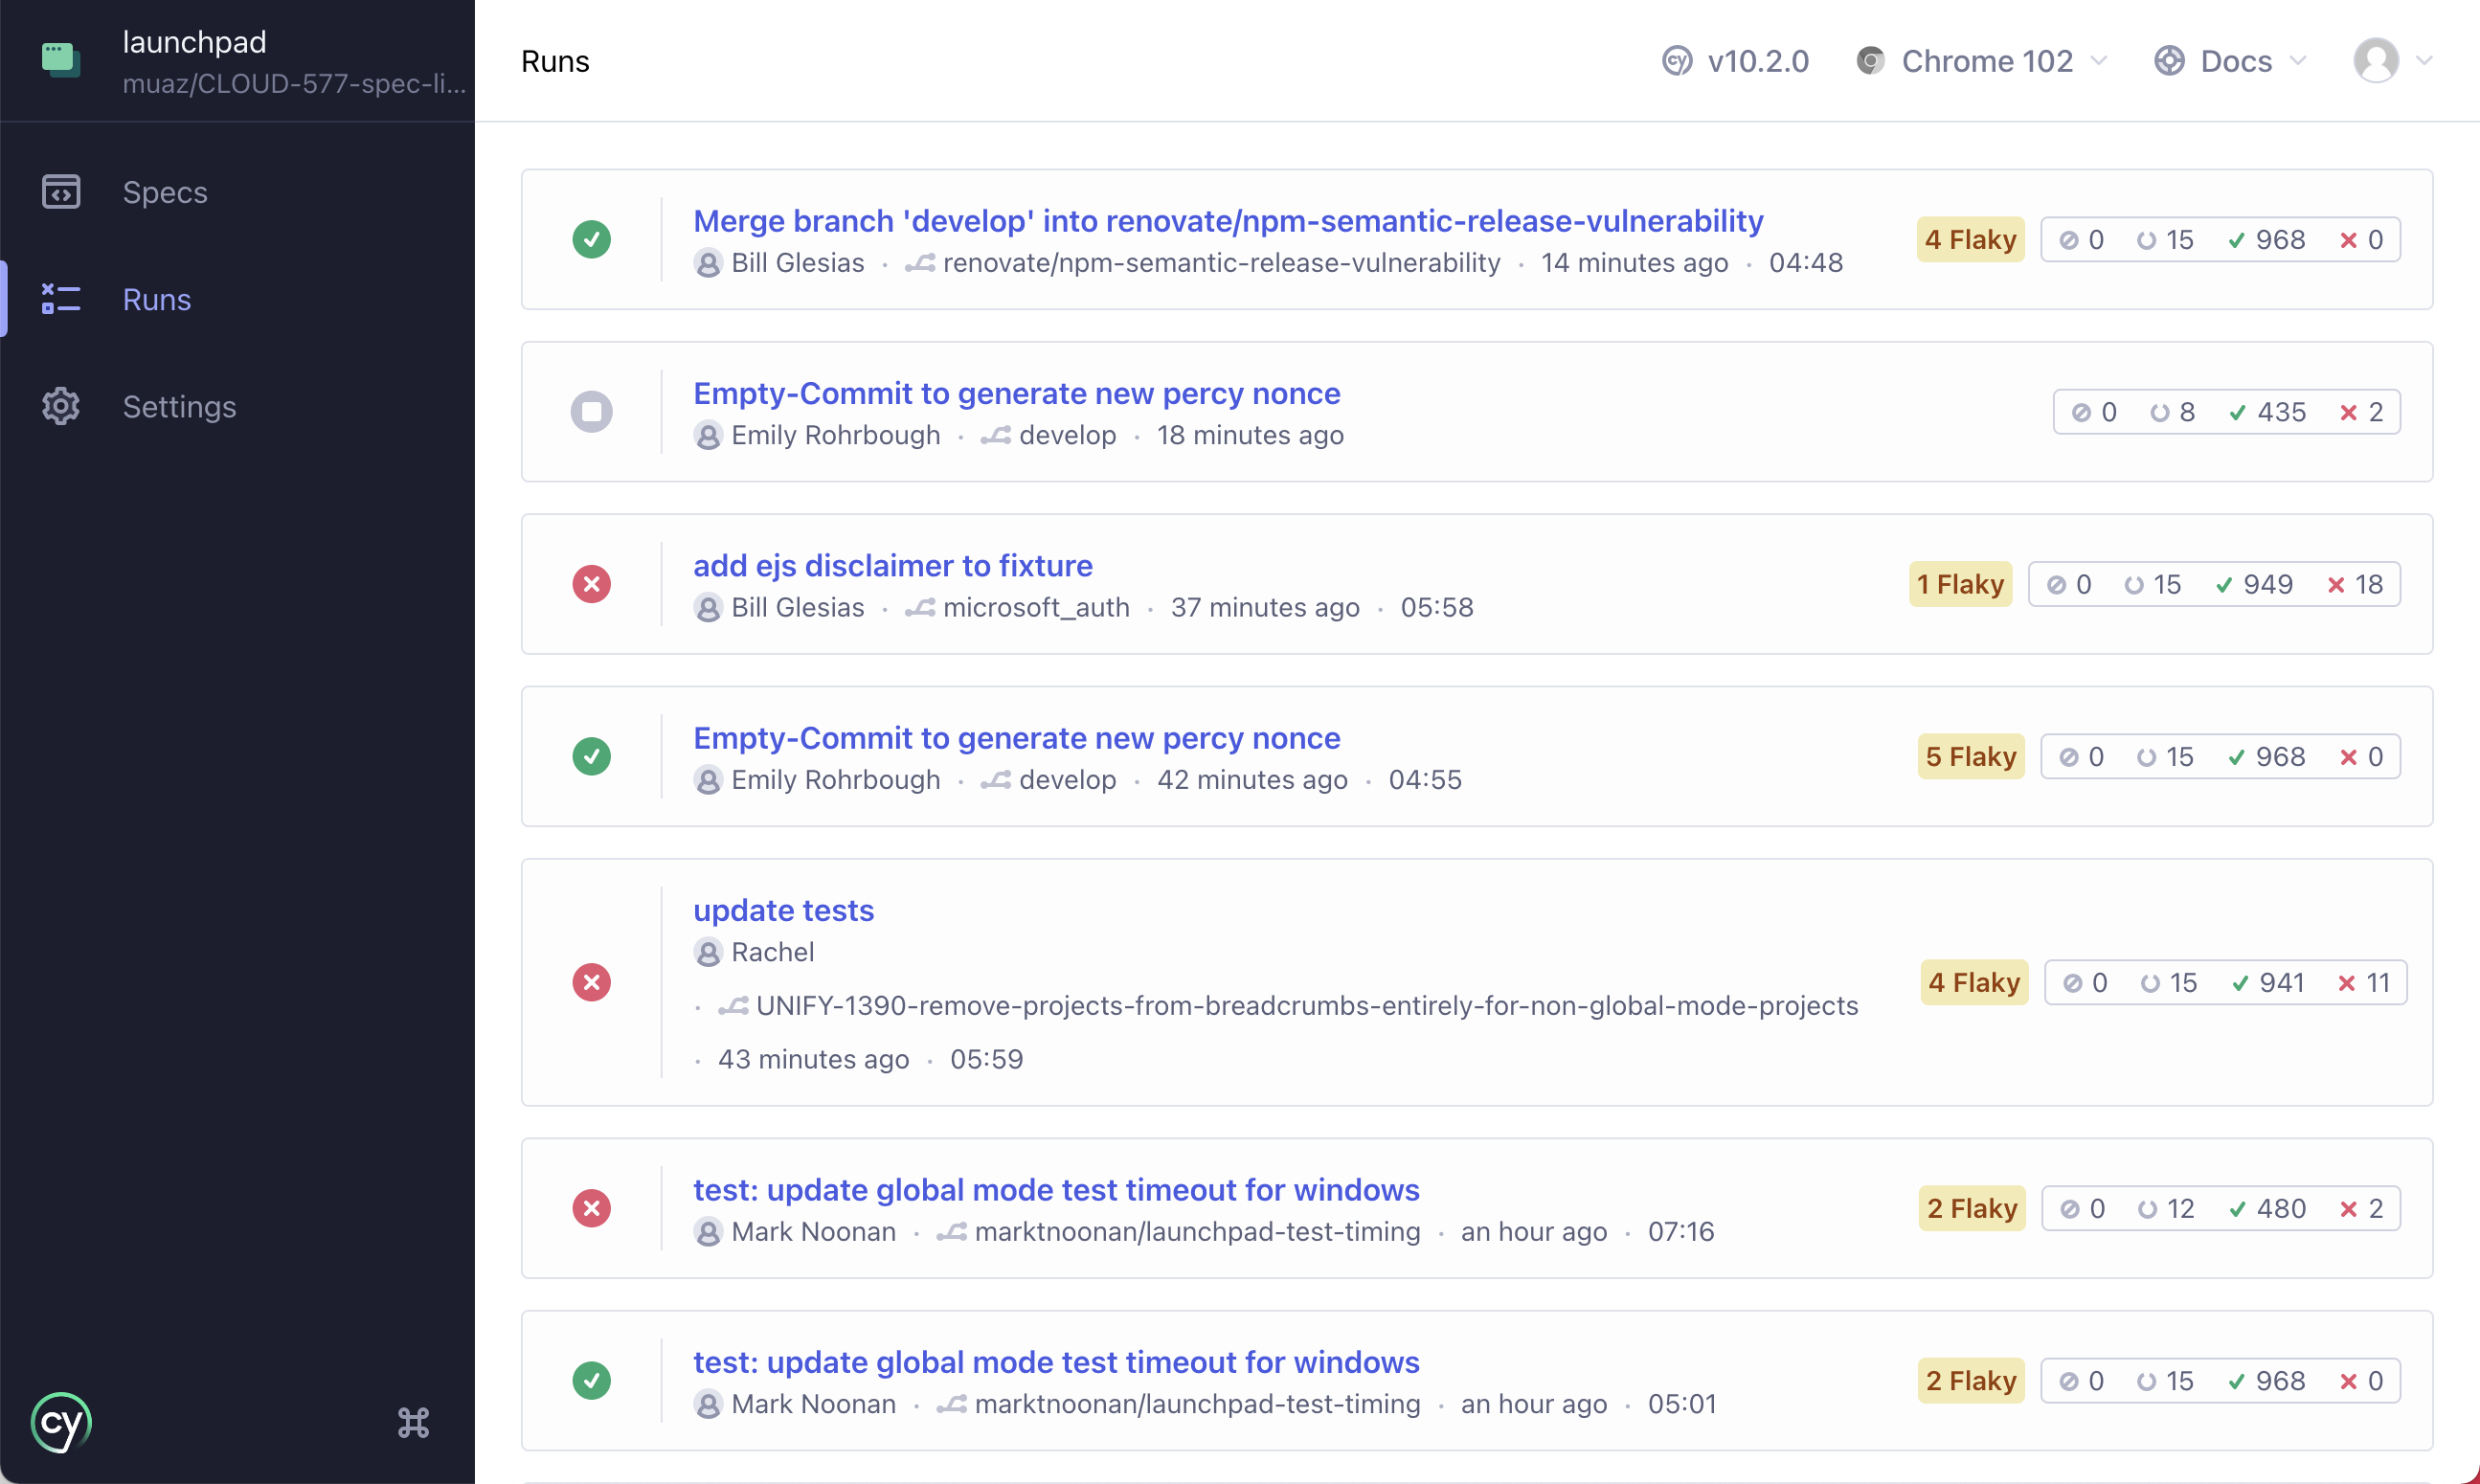 launchpad
muaz/CLOUD-577-spec-li...
Specs
Runs
Settings
cy
Runs
cy v10.2.0 Chrome 102 Docs
Merge branch 'develop' into renovate/npm-semantic-release-vulnerability
Bill Glesias · renovate/npm-semantic-release-vulnerability · 14 minutes ago · 04:48
4 Flaky 0 15 968 0
Empty-Commit to generate new percy nonce
Emily Rohrbough · develop · 18 minutes ago
0 8 435 2
add ejs disclaimer to fixture
Bill Glesias · microsoft_auth · 37 minutes ago · 05:58
1 Flaky 0 15 949 18
Empty-Commit to generate new percy nonce
Emily Rohrbough · develop · 42 minutes ago · 04:55
5 Flaky 0 15 968 0
update tests
Rachel
· UNIFY-1390-remove-projects-from-breadcrumbs-entirely-for-non-global-mode-projects
· 43 minutes ago · 05:59
4 Flaky 0 15 941 11
test: update global mode test timeout for windows
Mark Noonan · marktnoonan/launchpad-test-timing · an hour ago · 07:16
2 Flaky 0 12 480 2
test: update global mode test timeout for windows
Mark Noonan · marktnoonan/launchpad-test-timing · an hour ago · 05:01
2 Flaky 0 15 968 0